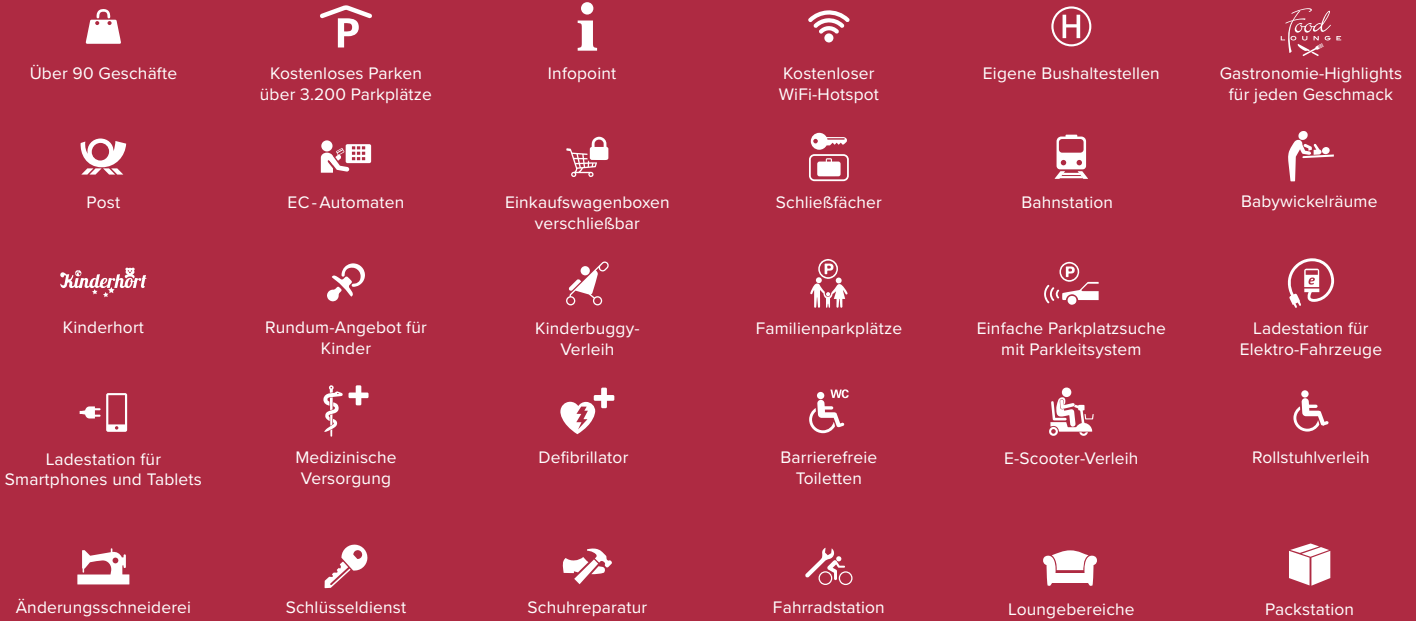 P
H
Food
LOUNGE
Über 90 Geschäfte
Kostenloses Parken
über 3.200 Parkplätze
Infopoint
Kostenloser
WiFi-Hotspot
Eigene Bushaltestellen
Gastronomie-Highlights
für jeden Geschmack
Post
EC-Automaten
Einkaufswagenboxen
verschließbar
Schließfächer
Bahnstation
Babywickelräume
Kinderhort
P
P
e
Kinderhort
Rundum-Angebot für
Kinder
Kinderbuggy-
Verleih
Familienparkplätze
Einfache Parkplatzsuche
mit Parkleitsystem
Ladestation für
Elektro-Fahrzeuge
WC
Ladestation für
Smartphones und Tablets
Medizinische
Versorgung
Defibrillator
Barrierefreie
Toiletten
E-Scooter-Verleih
Rollstuhlverleih
Änderungsschneiderei
Schlüsseldienst
Schuhreparatur
Fahrradstation
Loungebereiche
Packstation